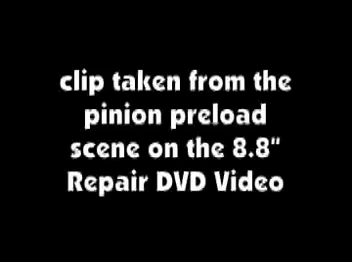 clip taken from the
pinion preload
scene on the 8.8"
Repair DVD Video